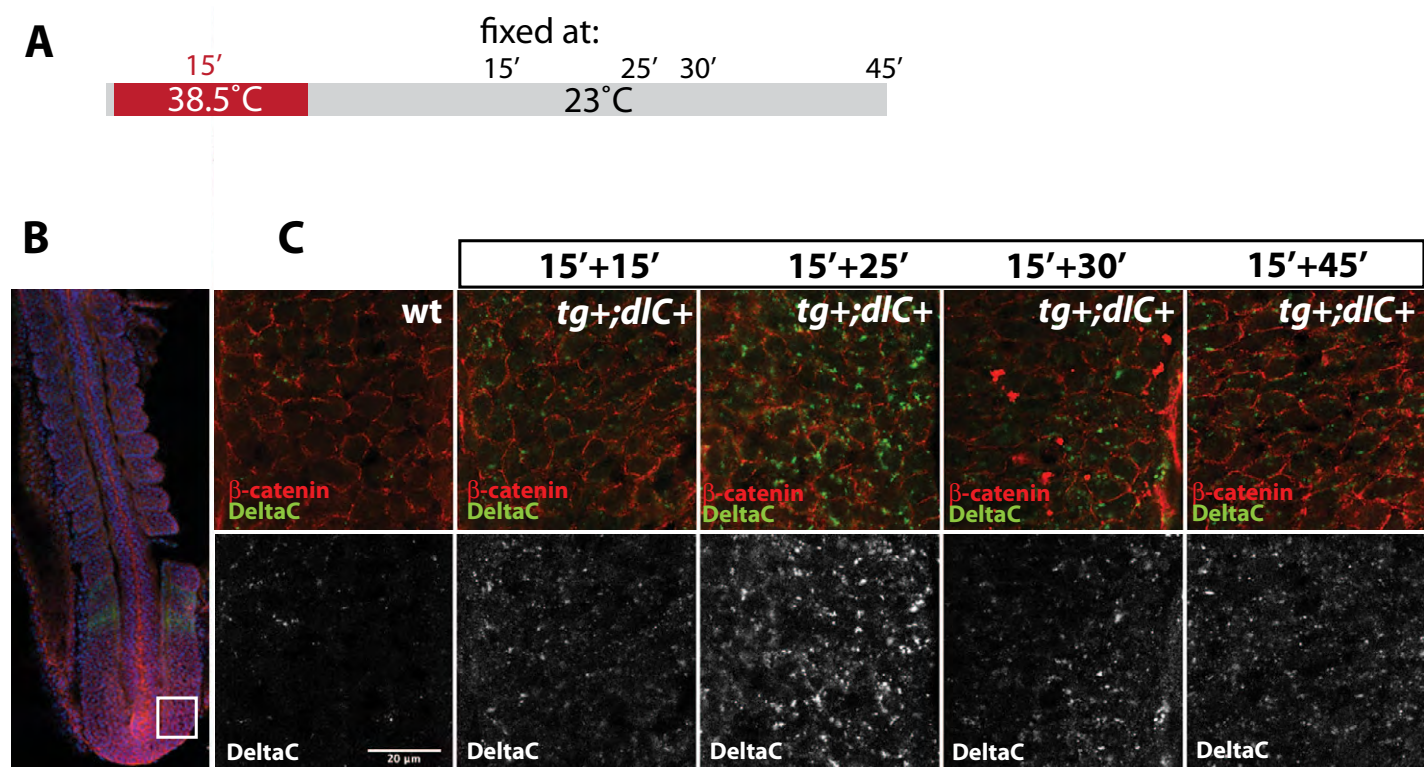 A
fixed at:
15′
15′ 25′ 30′ 45′
38.5˚C 23˚C
B
C
15′+15′ 15′+25′ 15′+30′ 15′+45′
wt tg+;dlC+ tg+;dlC+ tg+;dlC+ tg+;dlC+
β-catenin β-catenin β-catenin β-catenin β-catenin
DeltaC DeltaC DeltaC DeltaC DeltaC
DeltaC DeltaC DeltaC DeltaC DeltaC
20 µm